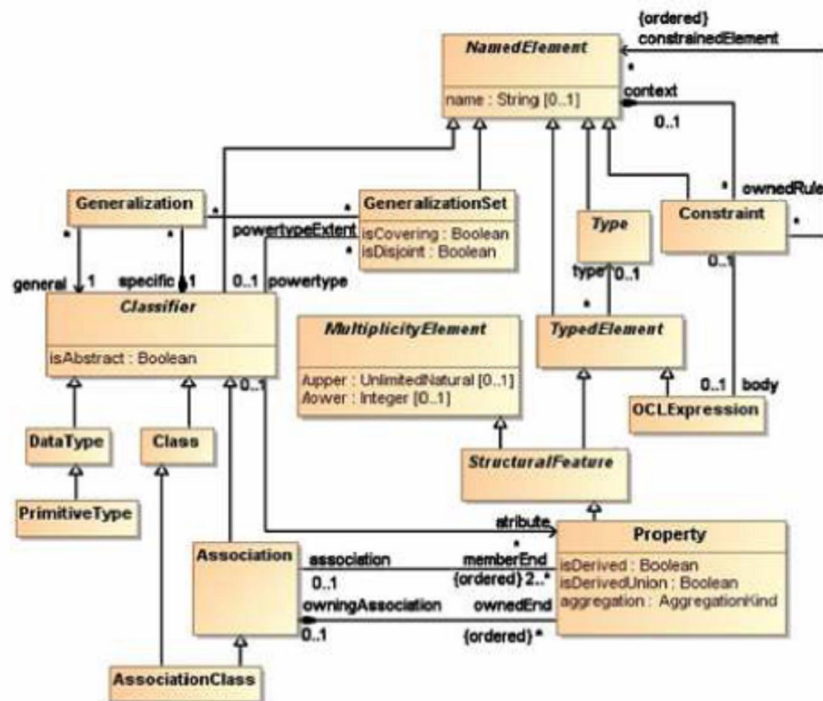 {ordered}
NamedElement
constrainedElement
*
name : String [0..1]
context
0..1
Generalization
*
*
GeneralizationSet
*
ownedRule
Constraint
*
powertypeExtent
isCovering : Boolean
Type
*
*
*
isDisjoint : Boolean
type
0..1
0..1
general
1
specific
1
0..1
powertype
Classifier
MultiplicityElement
*
TypedElement
isAbstract : Boolean
/upper : UnlimitedNatural [0..1]
0..1
/lower : Integer [0..1]
0..1
body
OCLExpression
DataType
Class
StructuralFeature
PrimitiveType
atribute
*
Property
Association
association
memberEnd
isDerived : Boolean
0..1
{ordered} 2..*
isDerivedUnion : Boolean
owningAssociation
ownedEnd
aggregation : AggregationKind
0..1
{ordered} *
AssociationClass